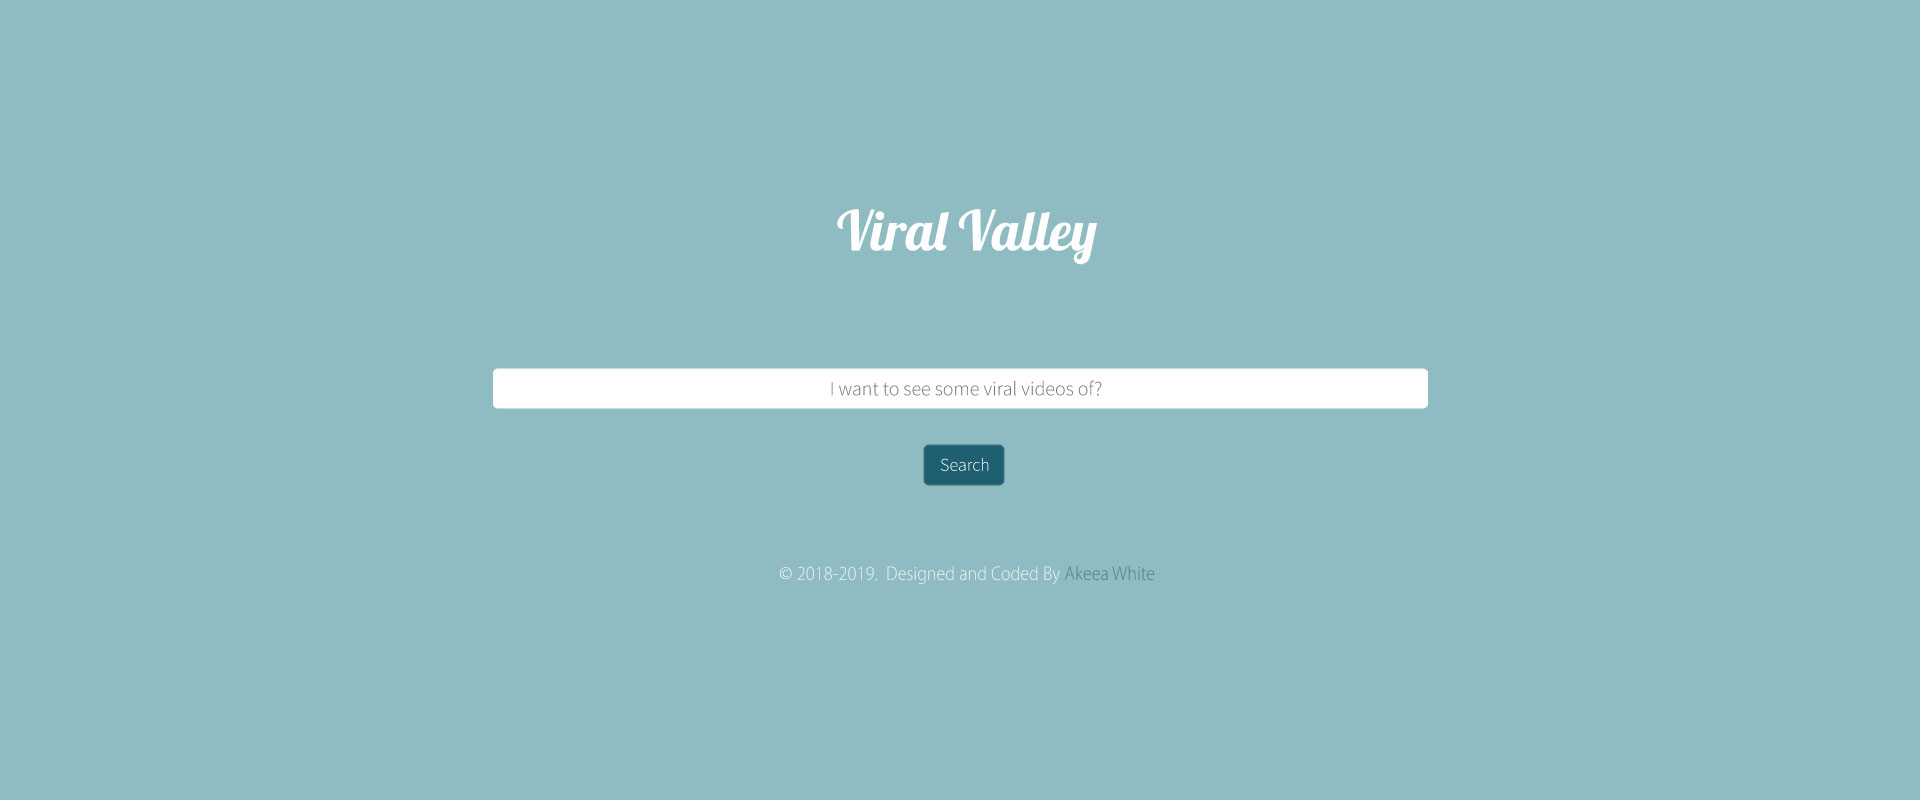 Viral Valley
I want to see some viral videos of?
Search
© 2018-2019. Designed and Coded By Akeea White